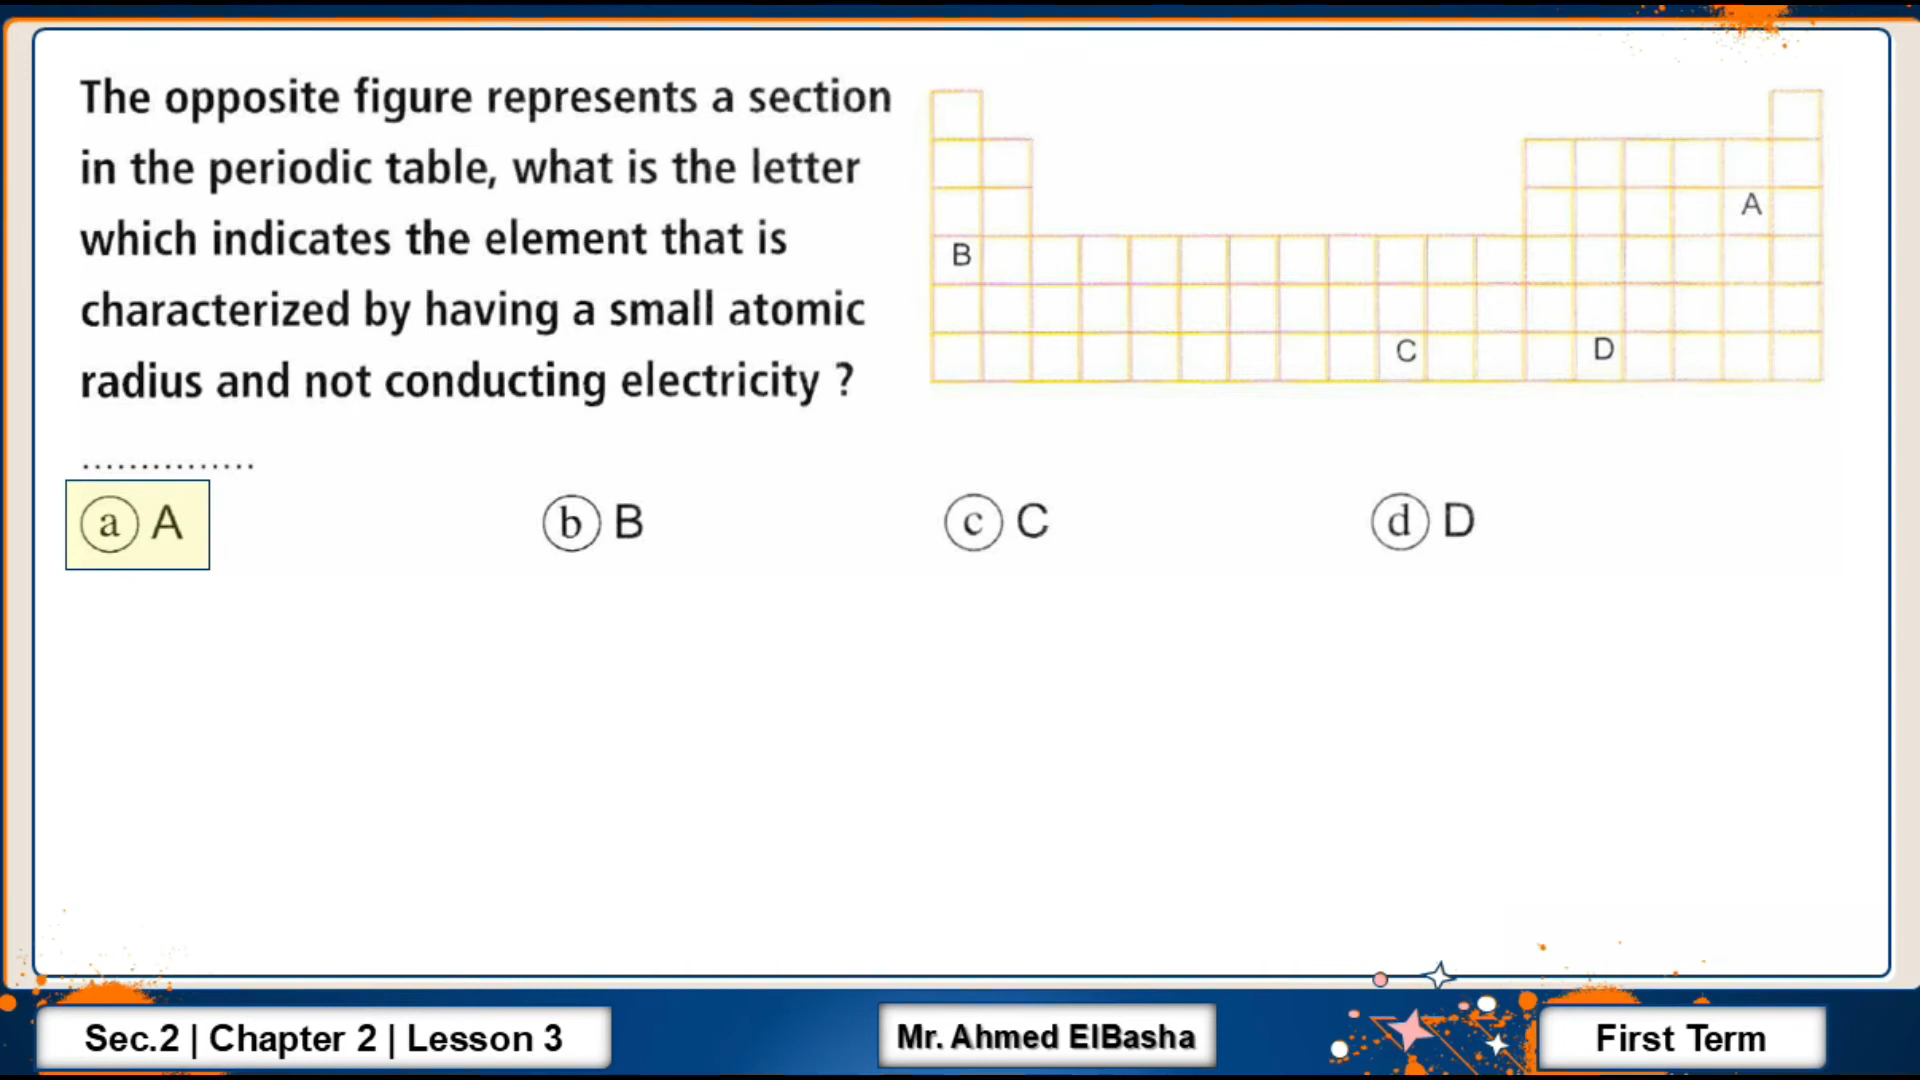 The opposite figure represents a section
in the periodic table, what is the letter
which indicates the element that is
characterized by having a small atomic
radius and not conducting electricity ?
...............
A
B
C
D
a A
b B
c C
d D
Sec.2 | Chapter 2 | Lesson 3
Mr. Ahmed ElBasha
First Term